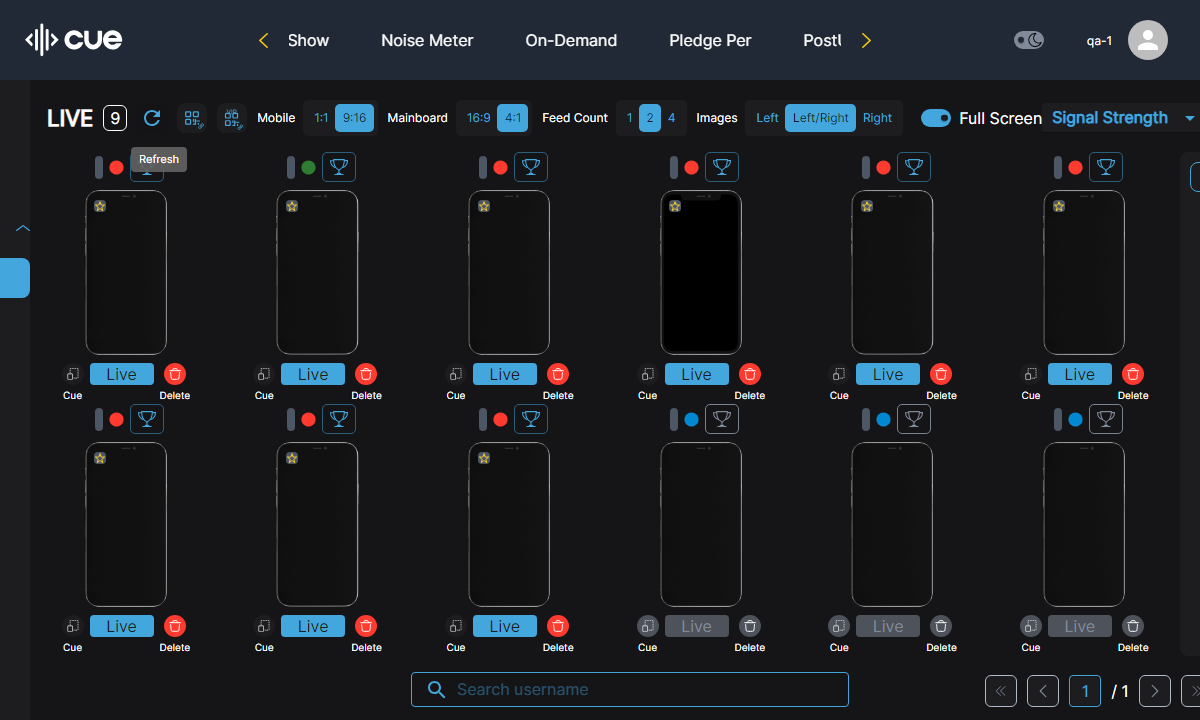 cue
Show Noise Meter On-Demand Pledge Per Postl qa-1
LIVE 9 Mobile 1:1 9:16 Mainboard 16:9 4:1 Feed Count 1 2 4 Images Left Left/Right Right Full Screen Signal Strength
Refresh
Live Live Live Live Live Live
Cue Delete Cue Delete Cue Delete Cue Delete Cue Delete Cue Delete
Live Live Live Live Live Live
Cue Delete Cue Delete Cue Delete Cue Delete Cue Delete Cue Delete
Search username 1 / 1